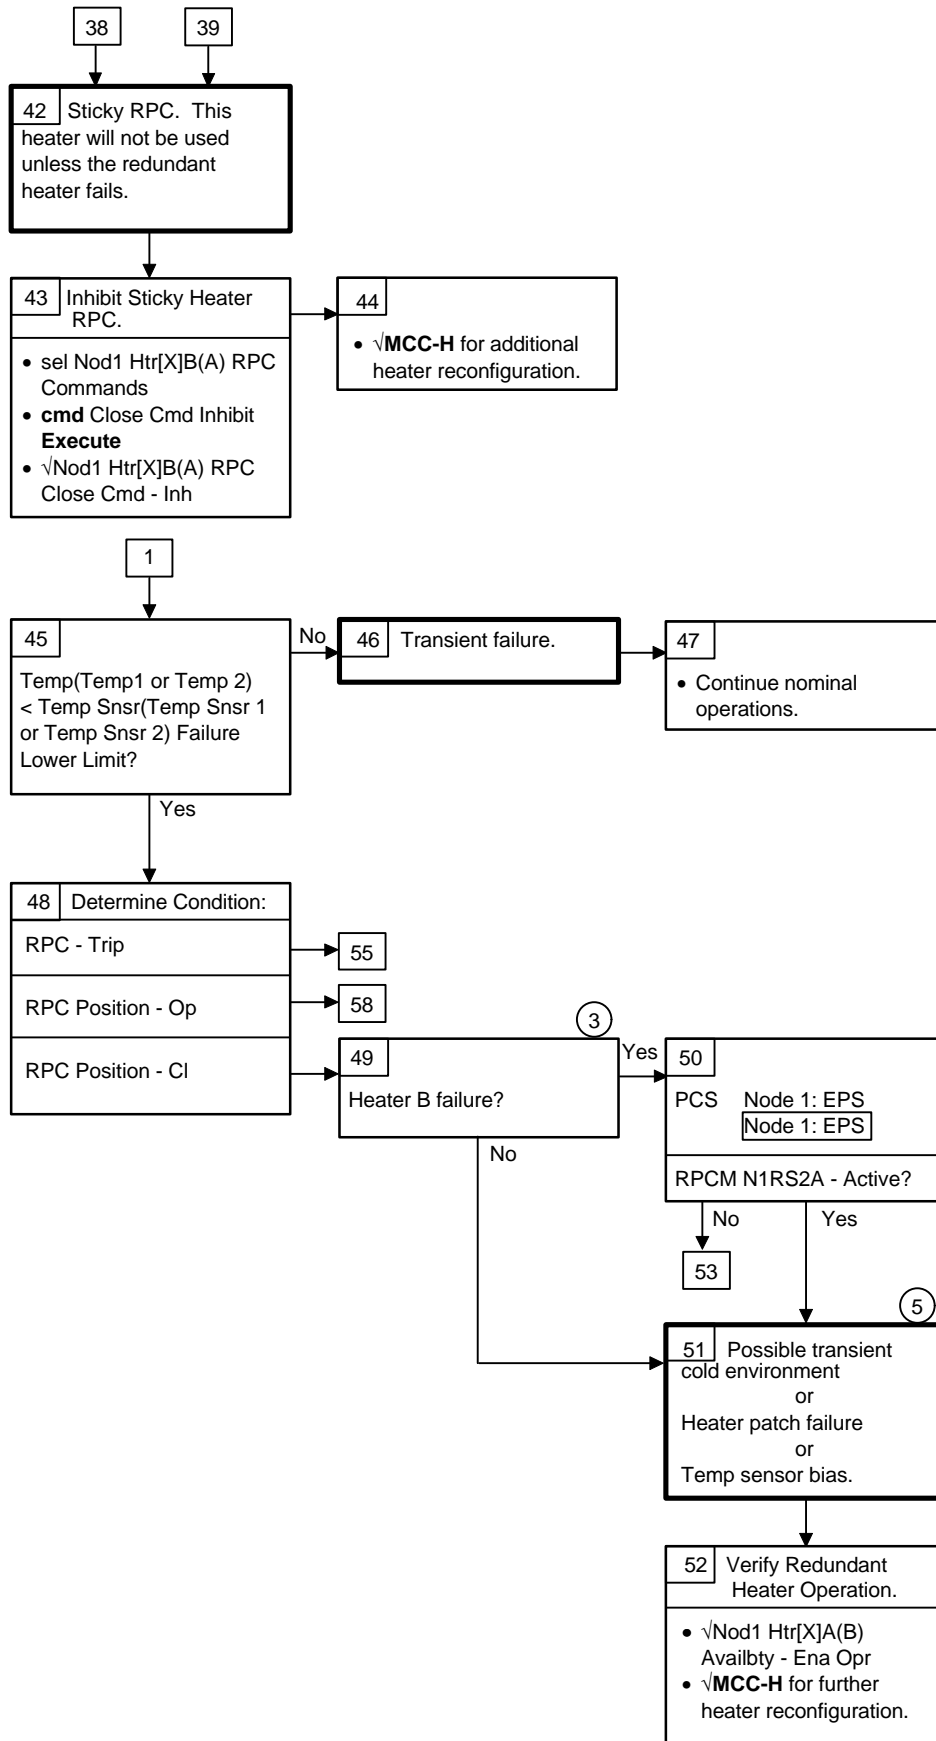 38
39
42 Sticky RPC. This
heater will not be used
unless the redundant
heater fails.
43 Inhibit Sticky Heater
RPC.
• sel Nod1 Htr[X]B(A) RPC
Commands
• cmd Close Cmd Inhibit
Execute
• √Nod1 Htr[X]B(A) RPC
Close Cmd - Inh
44
• √MCC-H for additional
heater reconfiguration.
1
45
Temp(Temp1 or Temp 2)
< Temp Snsr(Temp Snsr 1
or Temp Snsr 2) Failure
Lower Limit?
No
46 Transient failure.
47
• Continue nominal
operations.
Yes
48 Determine Condition:
RPC - Trip
55
RPC Position - Op
58
RPC Position - Cl
3
49
Heater B failure?
Yes
50
PCS Node 1: EPS
Node 1: EPS
RPCM N1RS2A - Active?
No
No
Yes
53
5
51 Possible transient
cold environment
or
Heater patch failure
or
Temp sensor bias.
52 Verify Redundant
Heater Operation.
• √Nod1 Htr[X]A(B)
Availbty - Ena Opr
• √MCC-H for further
heater reconfiguration.